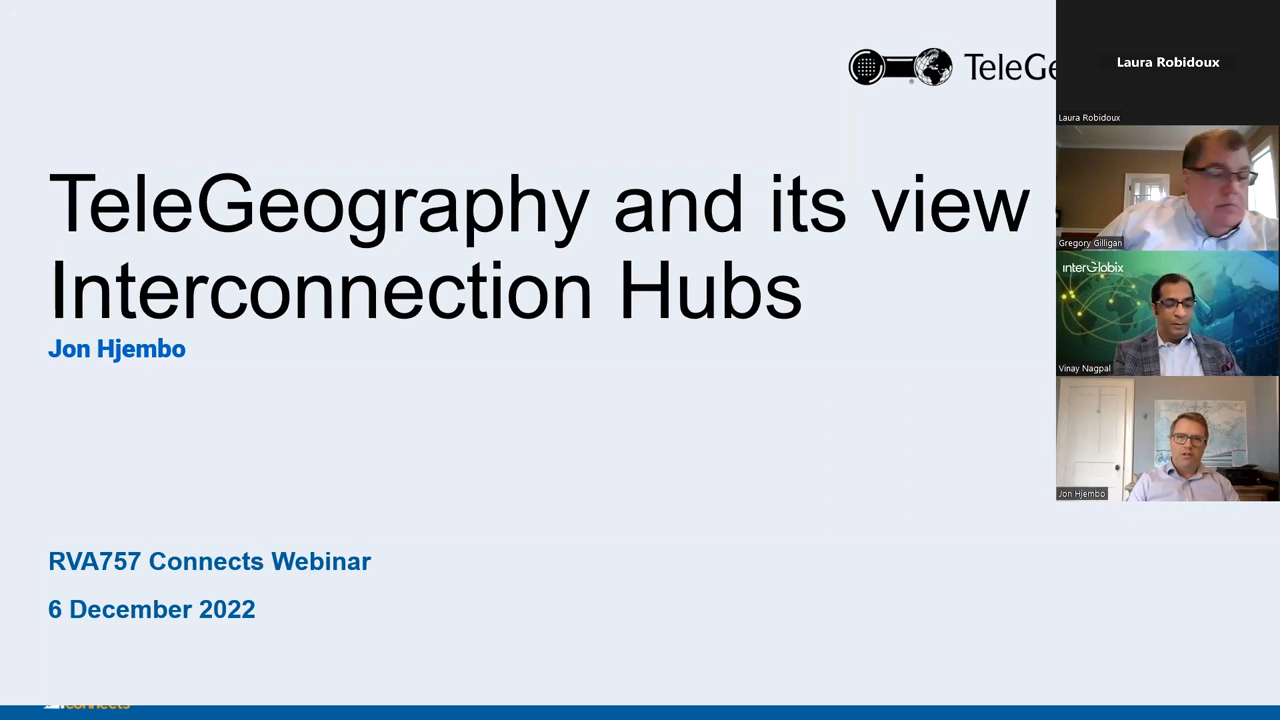 TeleGe
Laura Robidoux
Laura Robidoux
TeleGeography and its view
Interconnection Hubs
Jon Hjembo
Gregory Gilligan
interGlobix
Vinay Nagpal
Jon Hjembo
RVA757 Connects Webinar
6 December 2022
connects